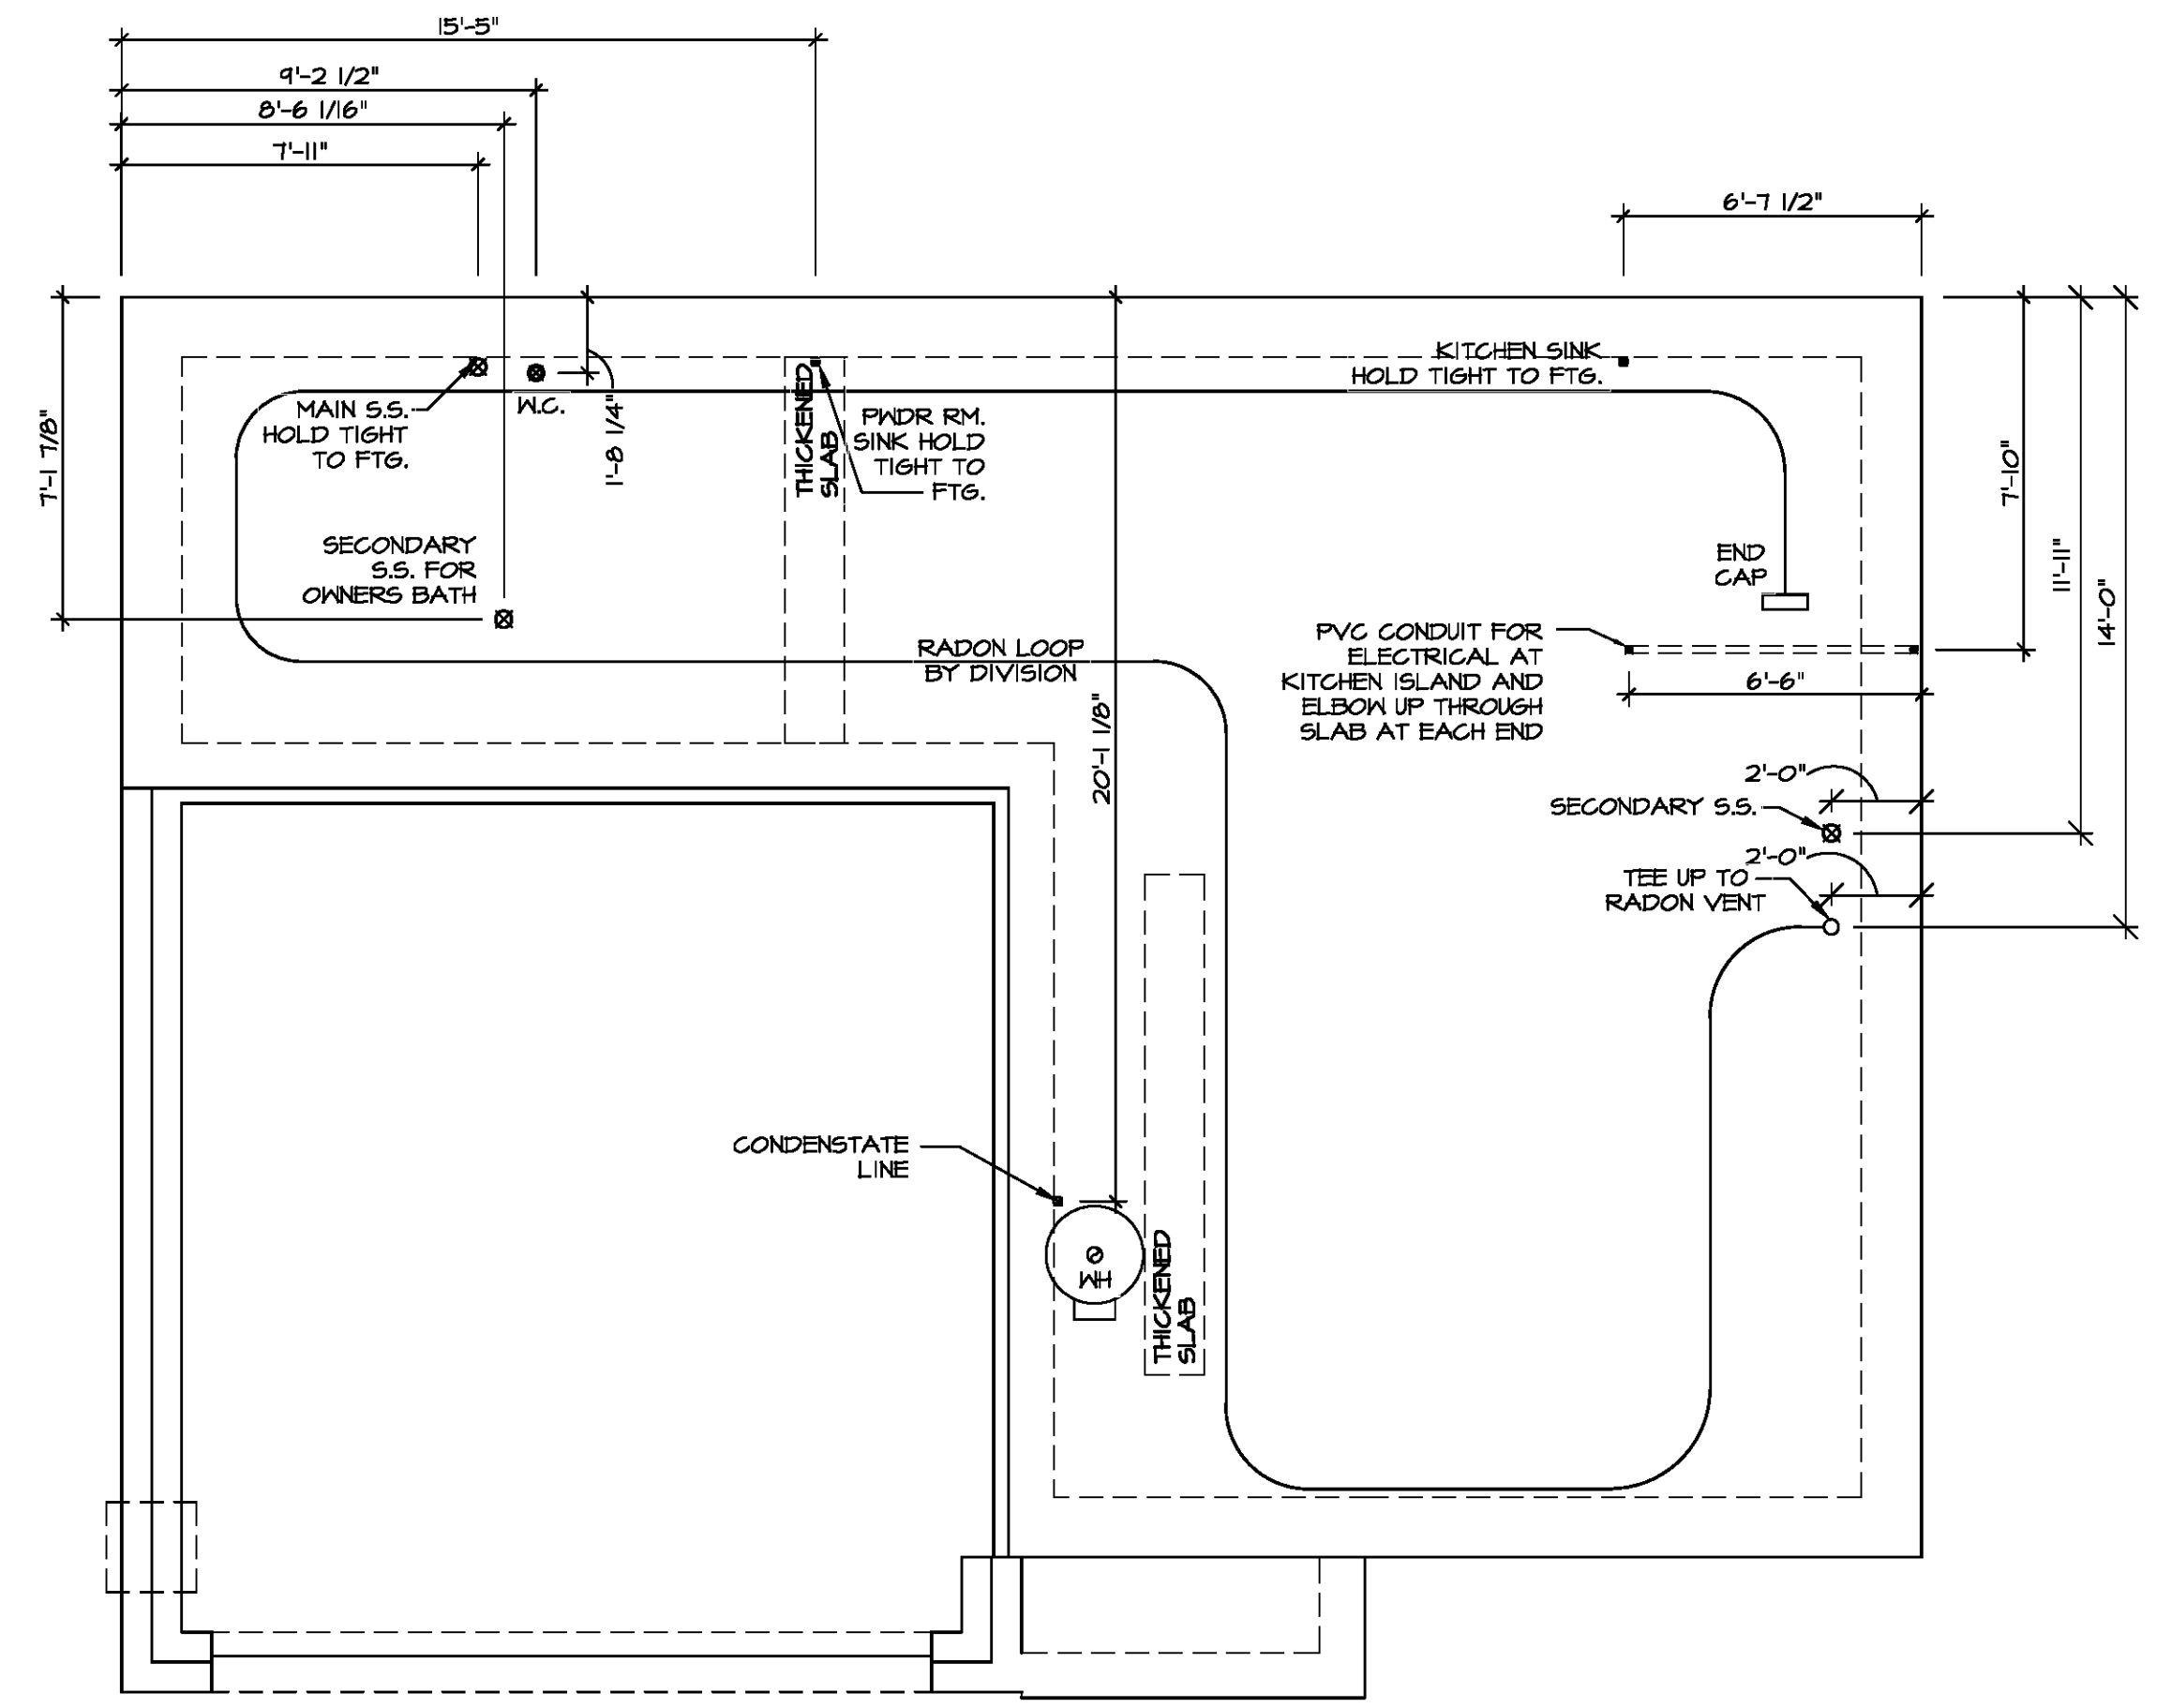 15'-5"
9'-2 1/2"
8'-6 1/16"
7'-11"
6'-7 1/2"
KITCHEN SINK
HOLD TIGHT TO FTG.
MAIN S.S.
HOLD TIGHT
TO FTG.
W.C.
1'-8 1/4"
THICKENED
SLAB
PWDR RM.
SINK HOLD
TIGHT TO
FTG.
7'-1 7/8"
7'-10"
11'-11"
14'-0"
SECONDARY
S.S. FOR
OWNERS BATH
END
CAP
RADON LOOP
BY DIVISION
PVC CONDUIT FOR
ELECTRICAL AT
KITCHEN ISLAND AND
ELBOW UP THROUGH
SLAB AT EACH END
6'-6"
20'-1 1/8"
2'-0"
SECONDARY S.S.
2'-0"
TEE UP TO
RADON VENT
CONDENSTATE
LINE
WH
THICKENED
SLAB